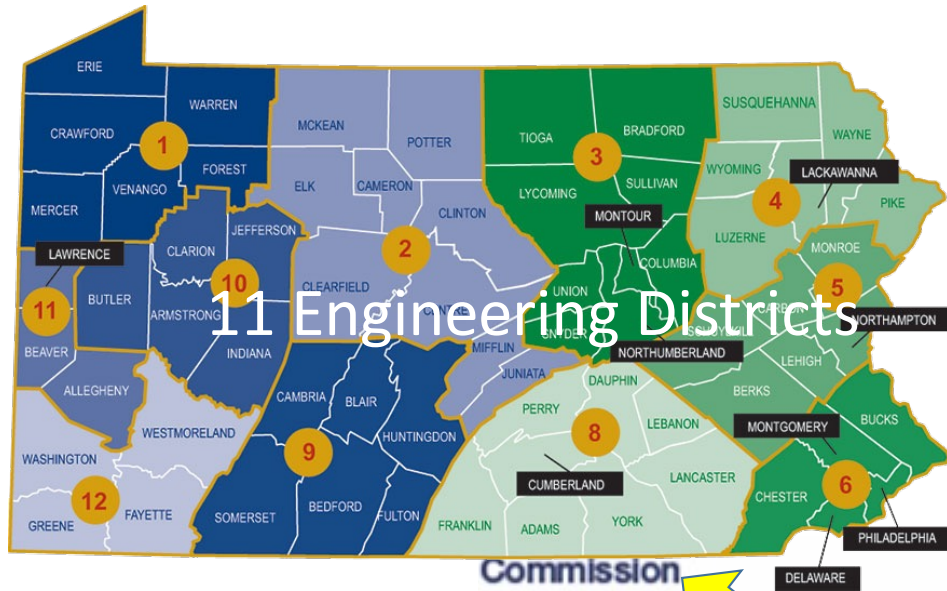 ERIE
WARREN
CRAWFORD
1
FOREST
VENANGO
MERCER
MCKEAN
POTTER
ELK
CAMERON
CLINTON
2
CLEARFIELD
CENTRE
MIFFLIN
JUNIATA
TIOGA
BRADFORD
3
LYCOMING
SULLIVAN
MONTOUR
COLUMBIA
UNION
SNYDER
NORTHUMBERLAND
SUSQUEHANNA
WAYNE
WYOMING
LACKAWANNA
4
PIKE
LUZERNE
MONROE
5
CARBON
NORTHAMPTON
LEHIGH
BERKS
JEFFERSON
CLARION
10
BUTLER
ARMSTRONG
INDIANA
LAWRENCE
11
BEAVER
ALLEGHENY
11 Engineering Districts
WESTMORELAND
WASHINGTON
12
GREENE
FAYETTE
CAMBRIA
BLAIR
HUNTINGDON
9
SOMERSET
BEDFORD
FULTON
DAUPHIN
PERRY
8
LEBANON
CUMBERLAND
LANCASTER
FRANKLIN
ADAMS
YORK
MONTGOMERY
BUCKS
6
CHESTER
PHILADELPHIA
DELAWARE
Commission